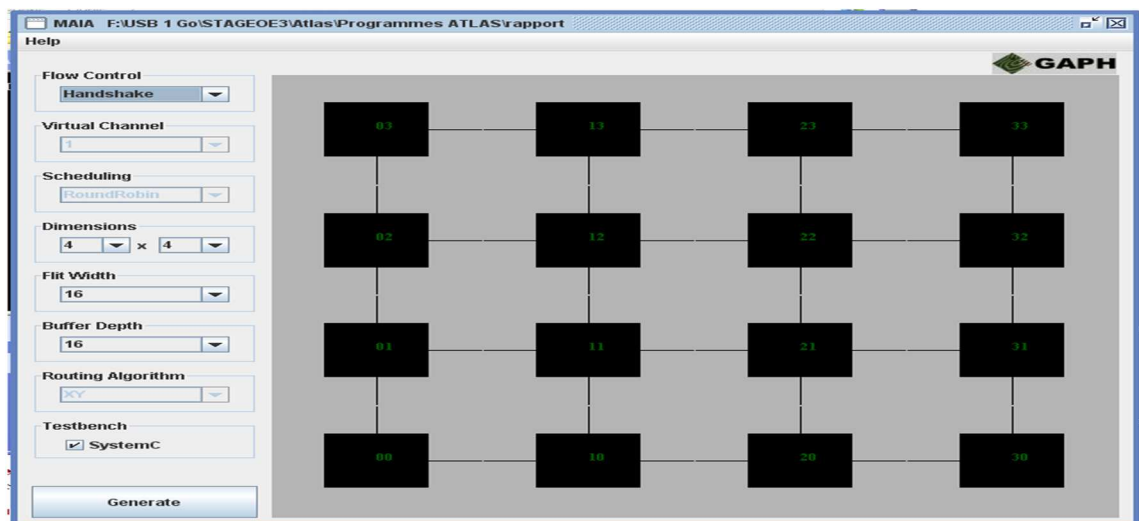 MAIA F:\USB 1 Go\STAGEOE3\Atlas\Programmes ATLAS\rapport
Help
GAPH
Flow Control
Handshake
Virtual Channel
1
Scheduling
RoundRobin
Dimensions
4 x 4
Flit Width
16
Buffer Depth
16
Routing Algorithm
XY
Testbench
SystemC
Generate
03 13 23 33
02 12 22 32
01 11 21 31
00 10 20 30